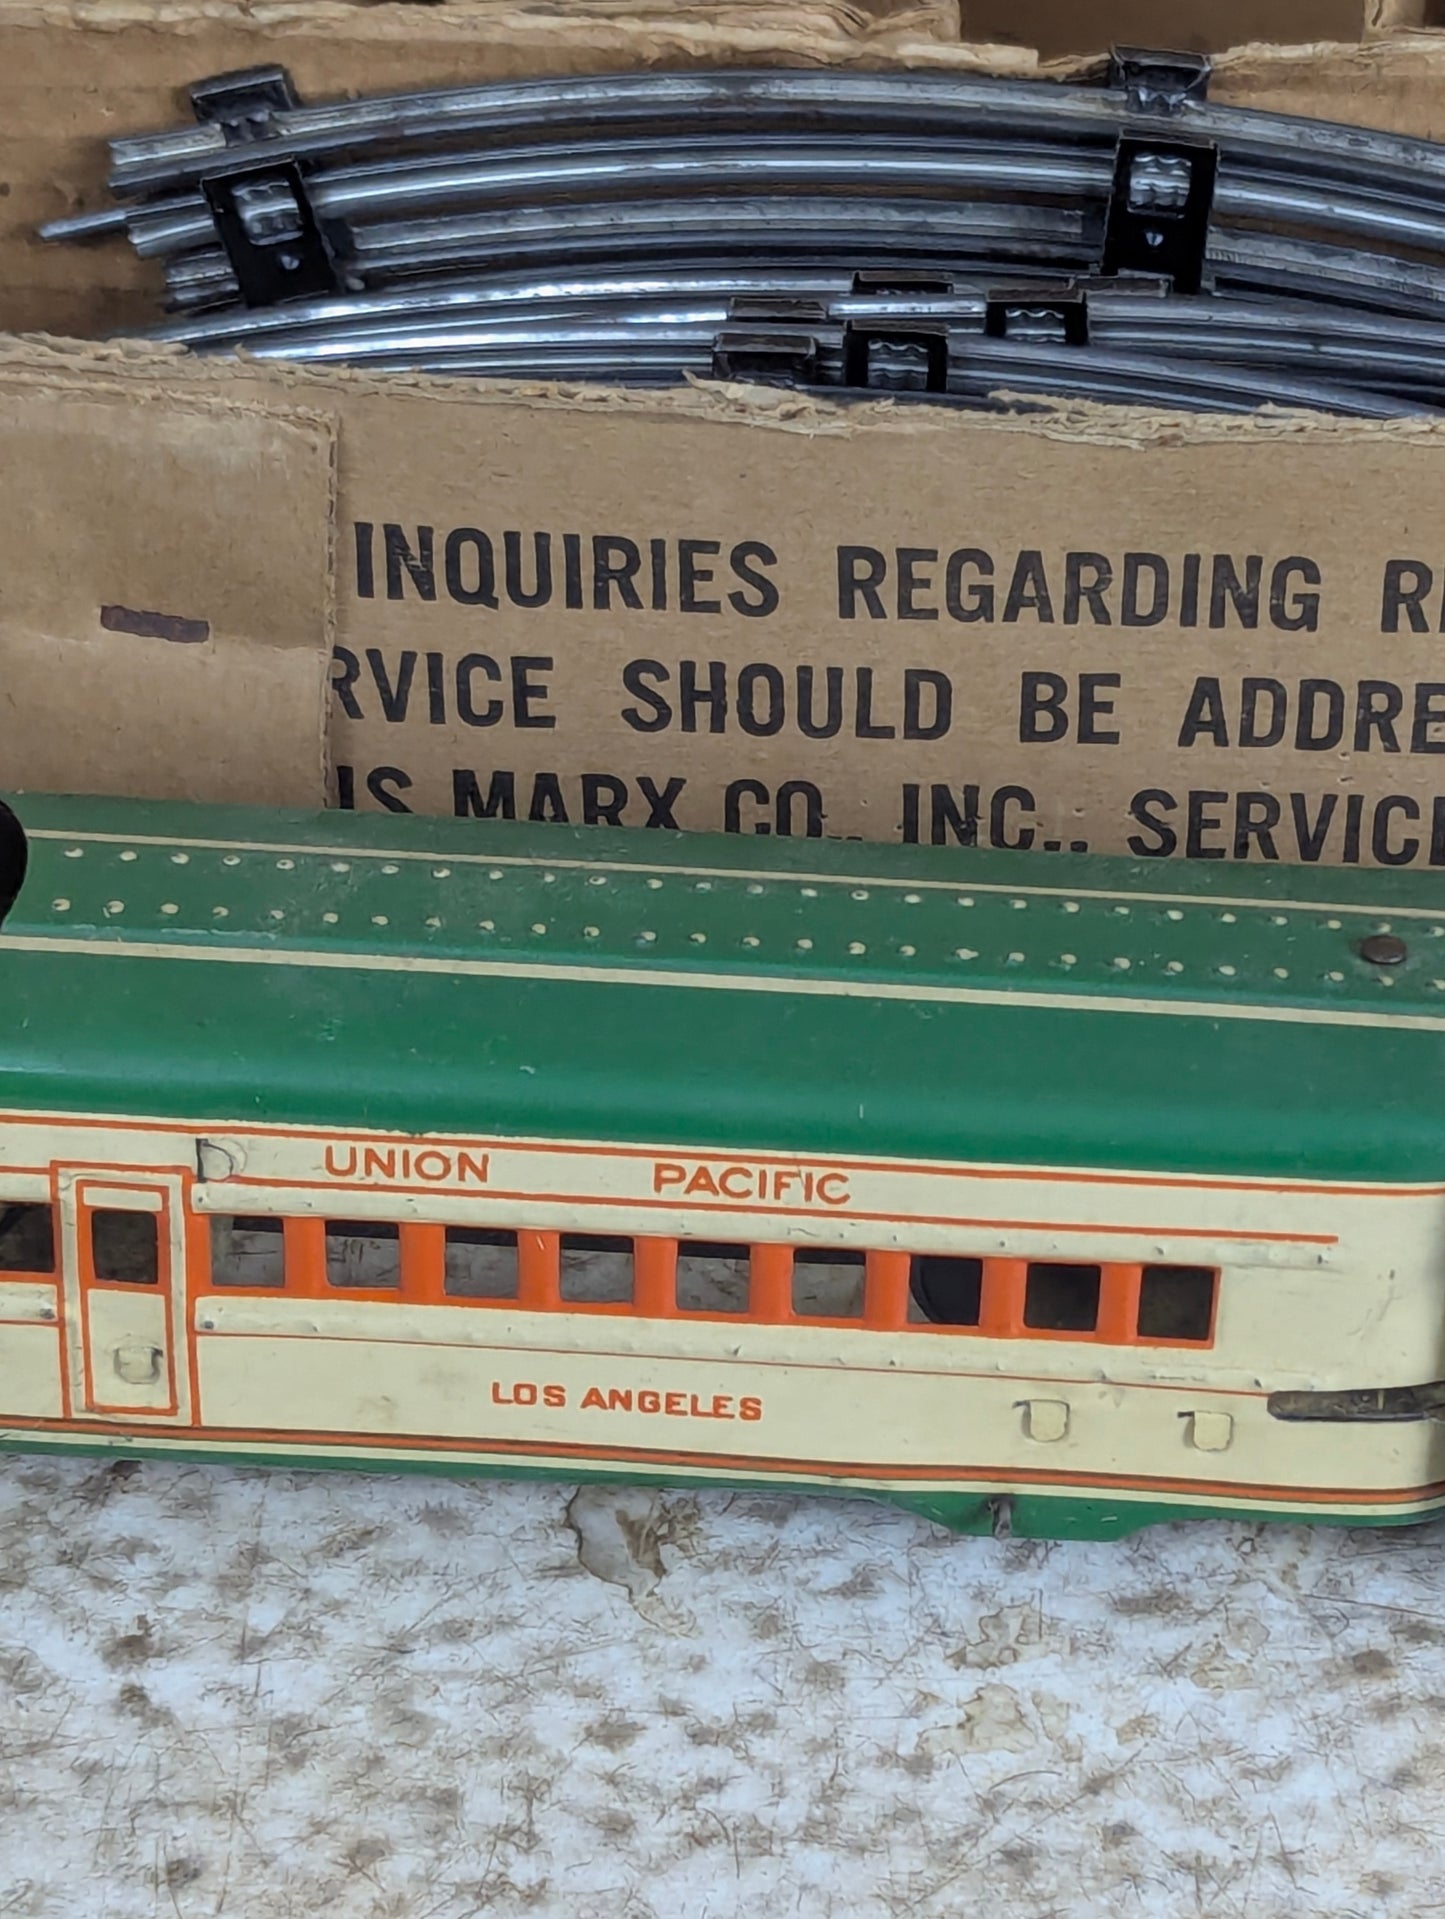 INQUIRIES REGARDING
RVICE SHOULD BE ADDRE
IS MARX CO., INC., SERVIC
UNION PACIFIC
LOS ANGELES